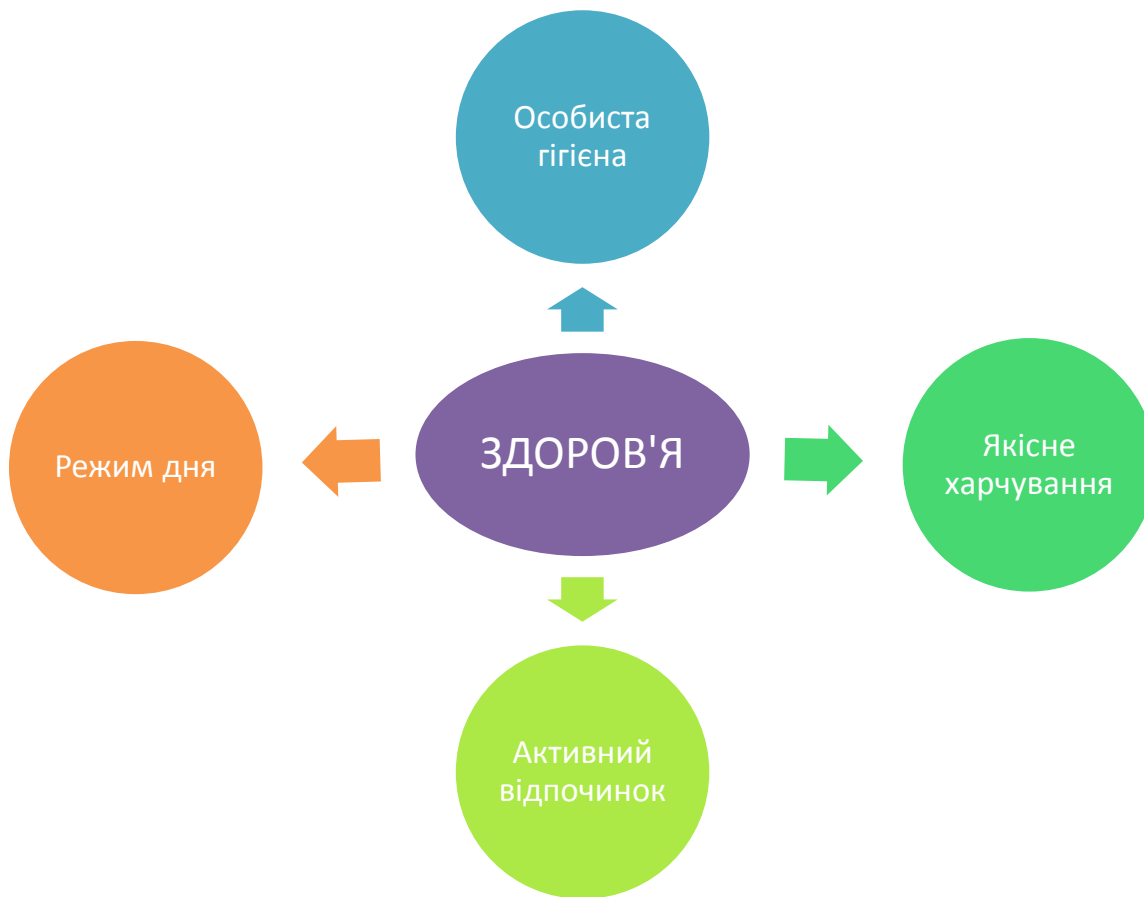 Особиста
гігієна
Режим дня
ЗДОРОВ'Я
Якісне
харчування
Активний
відпочинок